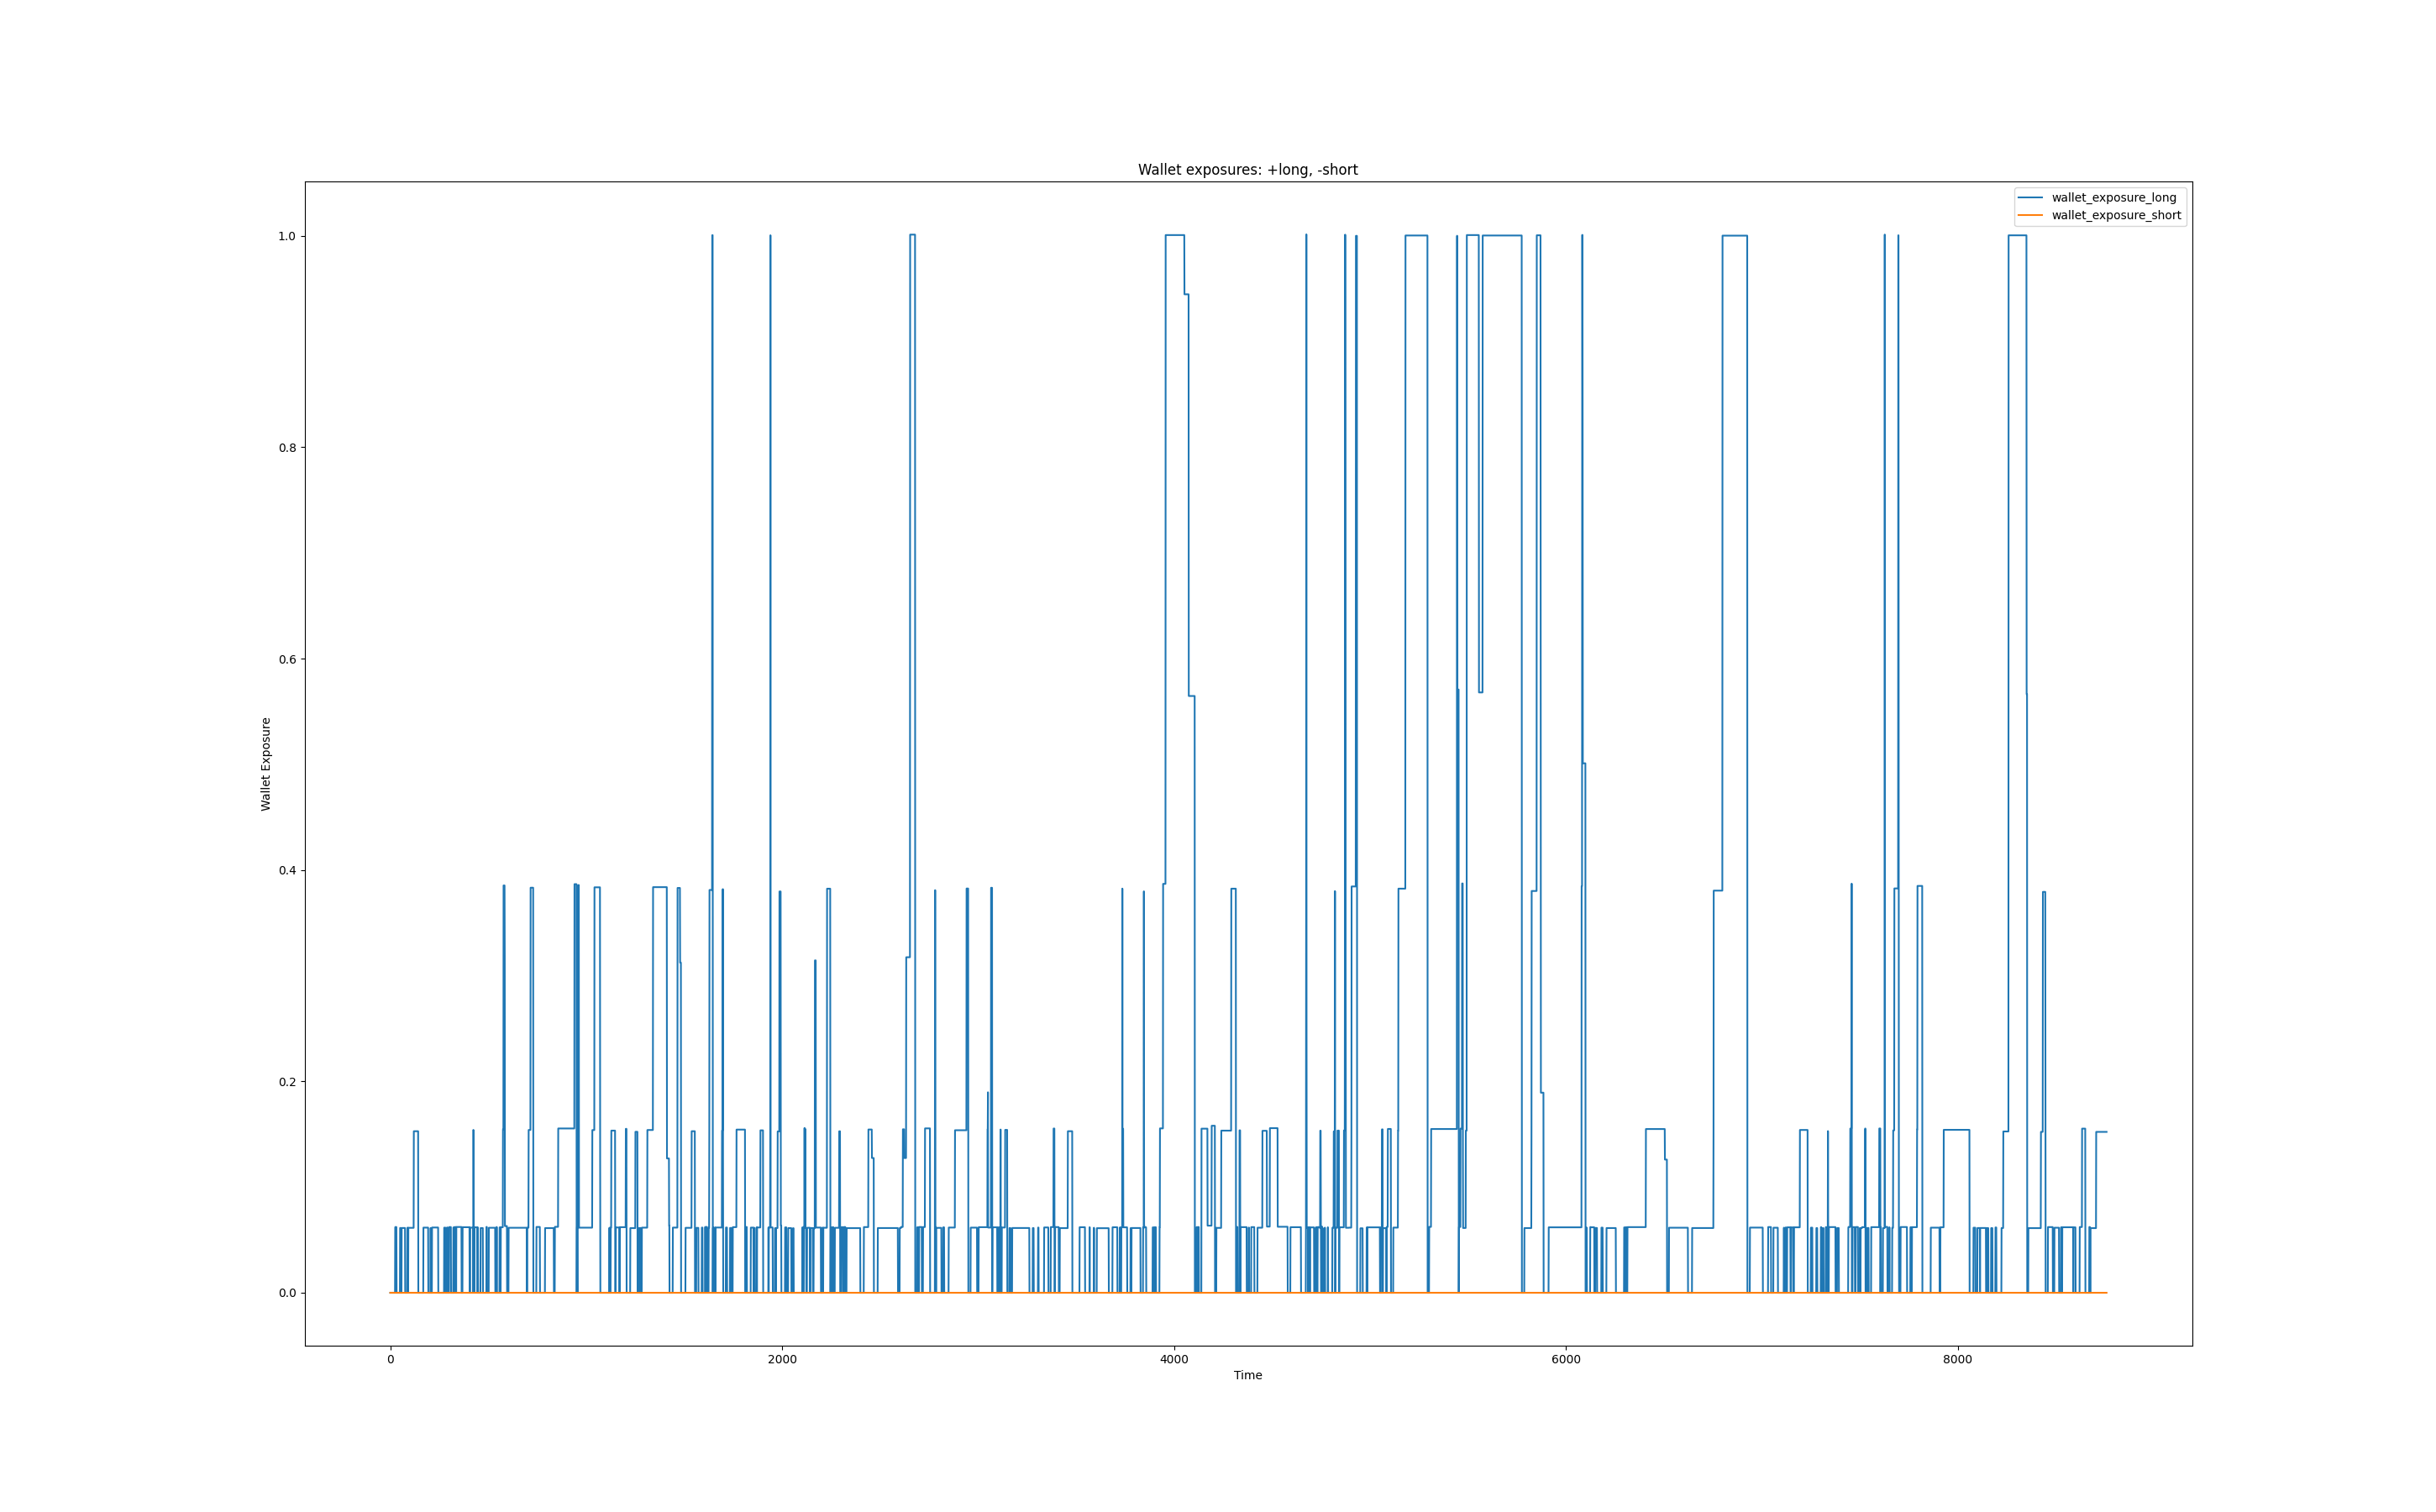 Wallet exposures: +long, -short
wallet_exposure_long
wallet_exposure_short
1.0
0.8
0.6
0.4
0.2
0.0
Wallet Exposure
0 2000 4000 6000 8000
Time